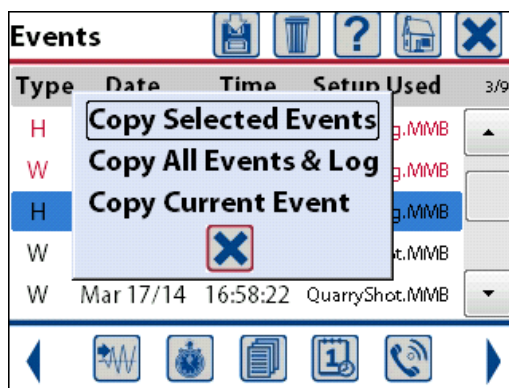 Events
?
Type Date Time Setup Used 3/9
H g.MMB
W g.MMB
H g.MMB
W t.MMB
W Mar 17/14 16:58:22 QuarryShot.MMB
Copy Selected Events
Copy All Events & Log
Copy Current Event
1